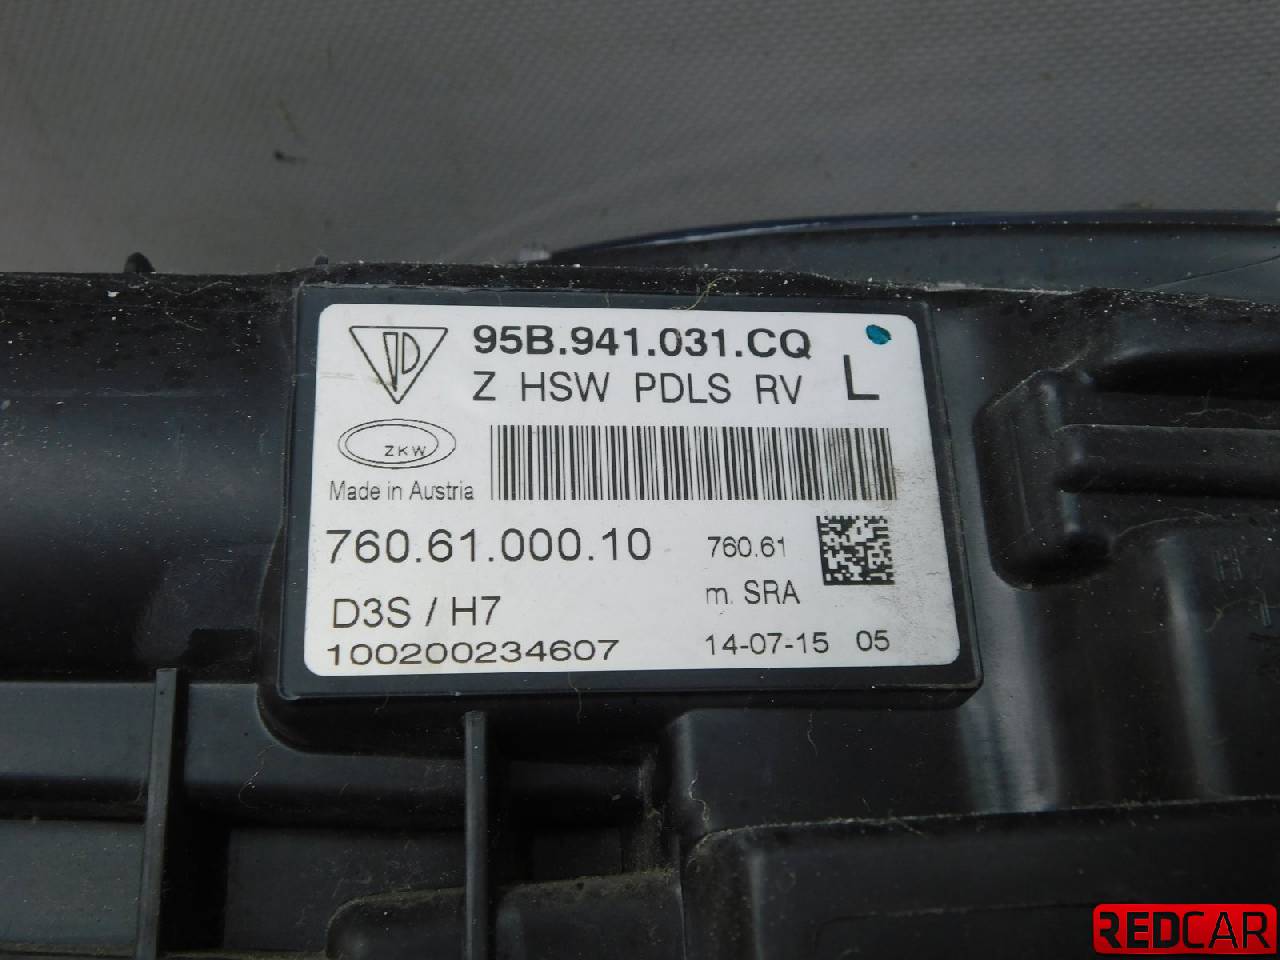 95B.941.031.CQ
Z HSW PDLS RV L
ZKW
Made in Austria
760.61.000.10 760.61
m. SRA
D3S / H7
100200234607 14-07-15 05
REDCAR